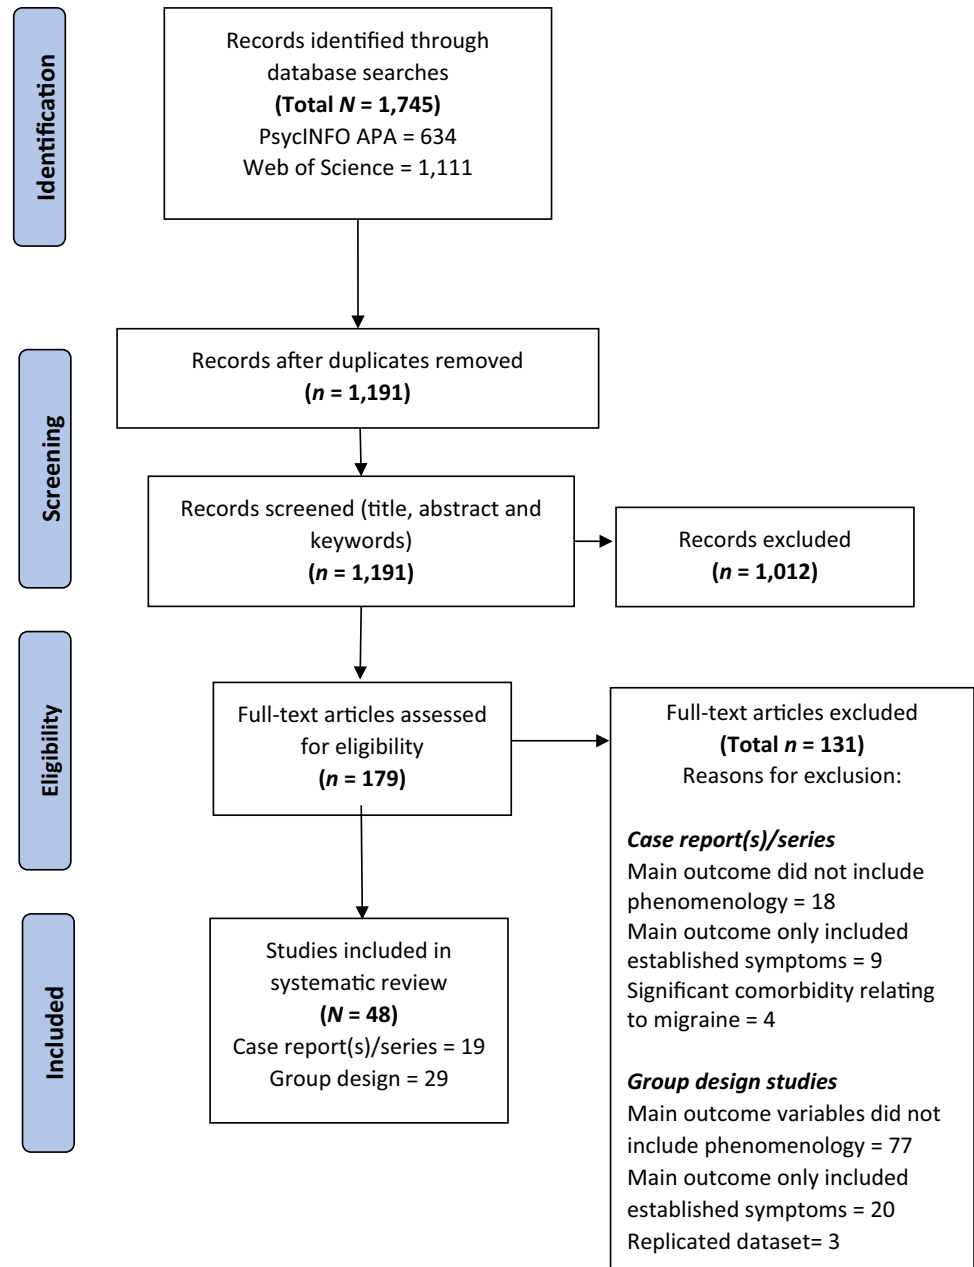 Identification
Records identified through
database searches
(Total N = 1,745)
PsycINFO APA = 634
Web of Science = 1,111
Screening
Records after duplicates removed
(n = 1,191)
Records screened (title, abstract and
keywords)
(n = 1,191)
Records excluded
(n = 1,012)
Eligibility
Full-text articles assessed
for eligibility
(n = 179)
Full-text articles excluded
(Total n = 131)
Reasons for exclusion:
Case report(s)/series
Main outcome did not include
phenomenology = 18
Main outcome only included
established symptoms = 9
Significant comorbidity relating
to migraine = 4
Group design studies
Main outcome variables did not
include phenomenology = 77
Main outcome only included
established symptoms = 20
Replicated dataset= 3
Included
Studies included in
systematic review
(N = 48)
Case report(s)/series = 19
Group design = 29